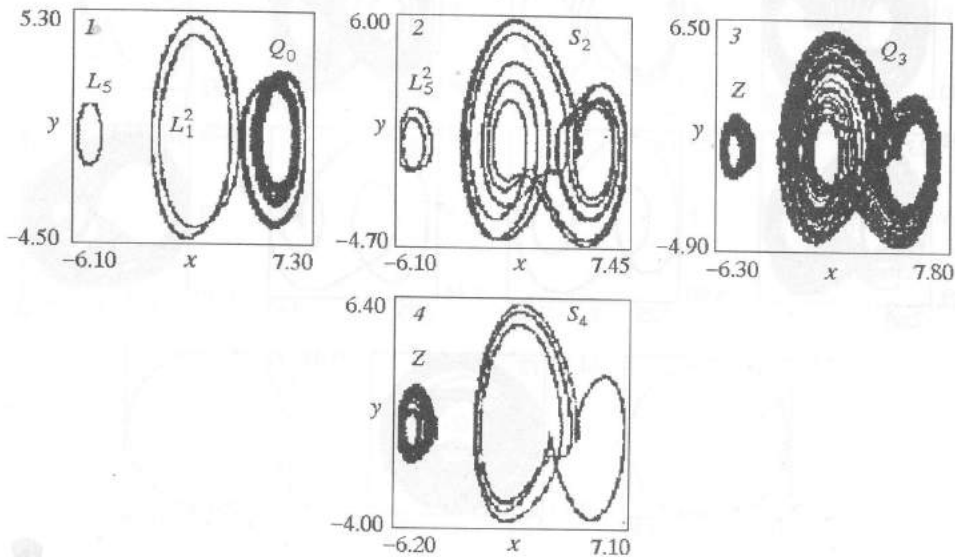 5.30
1
Q₀
L₅
y
L₁²
−4.50
−6.10
x
7.30
6.00
2
S₂
L₅²
y
−4.70
−6.10
x
7.45
6.50
3
Q₃
Z
y
−4.90
−6.30
x
7.80
6.40
4
S₄
Z
y
−4.00
−6.20
x
7.10